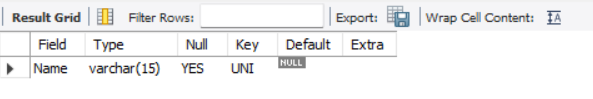 Result Grid Filter Rows: Export: Wrap Cell Content: IA
Field Type Null Key Default Extra
Name varchar(15) YES UNI NULL